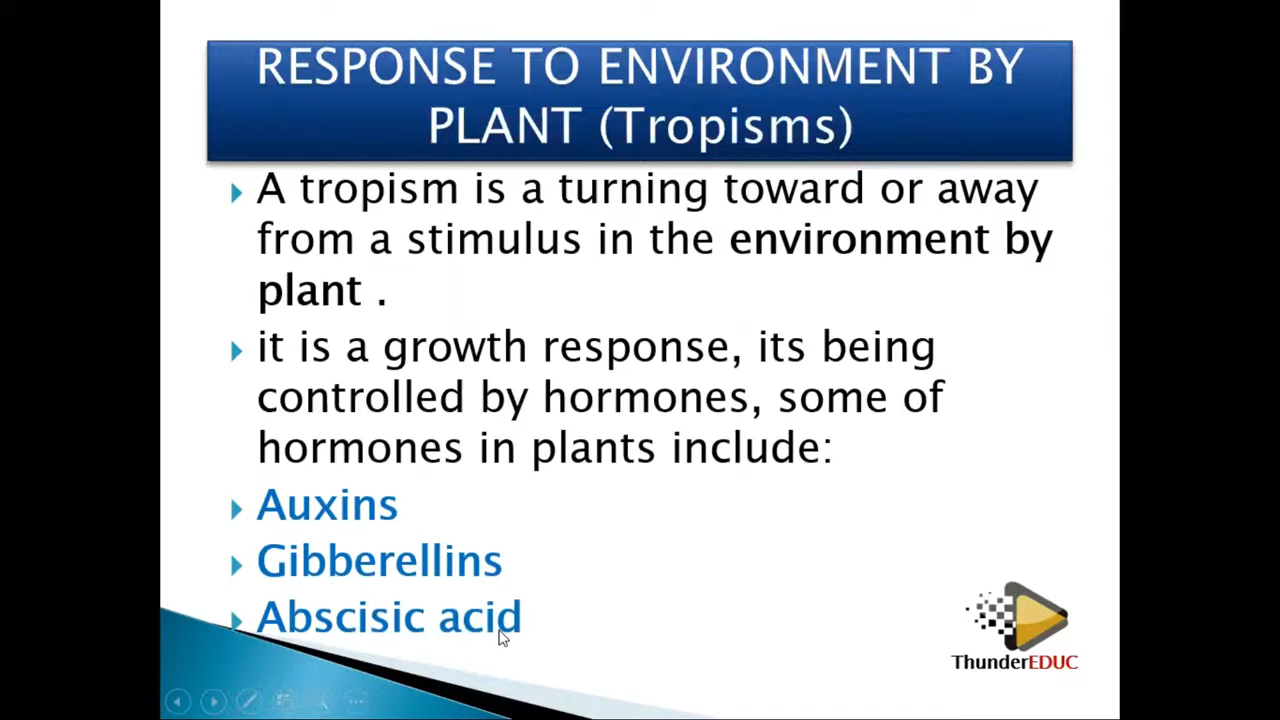 RESPONSE TO ENVIRONMENT BY
PLANT (Tropisms)
A tropism is a turning toward or away
from a stimulus in the environment by
plant .
it is a growth response, its being
controlled by hormones, some of
hormones in plants include:
Auxins
Gibberellins
Abscisic acid
ThunderEDUC